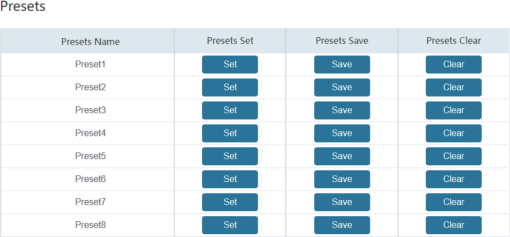 Presets
Presets Name Presets Set Presets Save Presets Clear
Preset1 Set Save Clear
Preset2 Set Save Clear
Preset3 Set Save Clear
Preset4 Set Save Clear
Preset5 Set Save Clear
Preset6 Set Save Clear
Preset7 Set Save Clear
Preset8 Set Save Clear